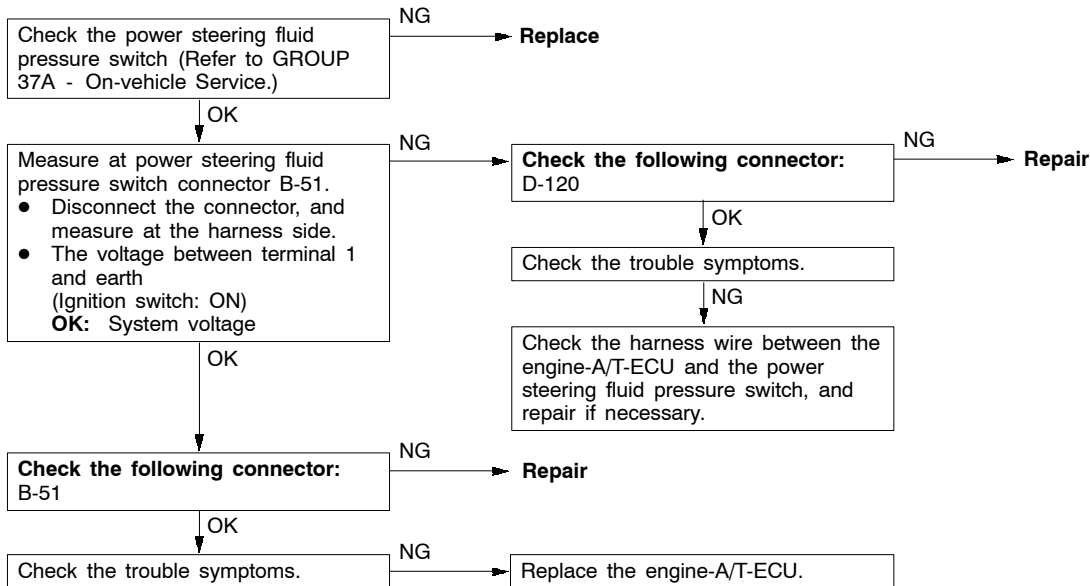 Check the power steering fluid
pressure switch (Refer to GROUP
37A - On-vehicle Service.)
NG
Replace
OK
Measure at power steering fluid
pressure switch connector B-51.
● Disconnect the connector, and
measure at the harness side.
● The voltage between terminal 1
and earth
(Ignition switch: ON)
OK: System voltage
NG
Check the following connector:
D-120
NG
Repair
OK
Check the trouble symptoms.
NG
Check the harness wire between the
engine-A/T-ECU and the power
steering fluid pressure switch, and
repair if necessary.
OK
Check the following connector:
B-51
NG
Repair
OK
Check the trouble symptoms.
NG
Replace the engine-A/T-ECU.